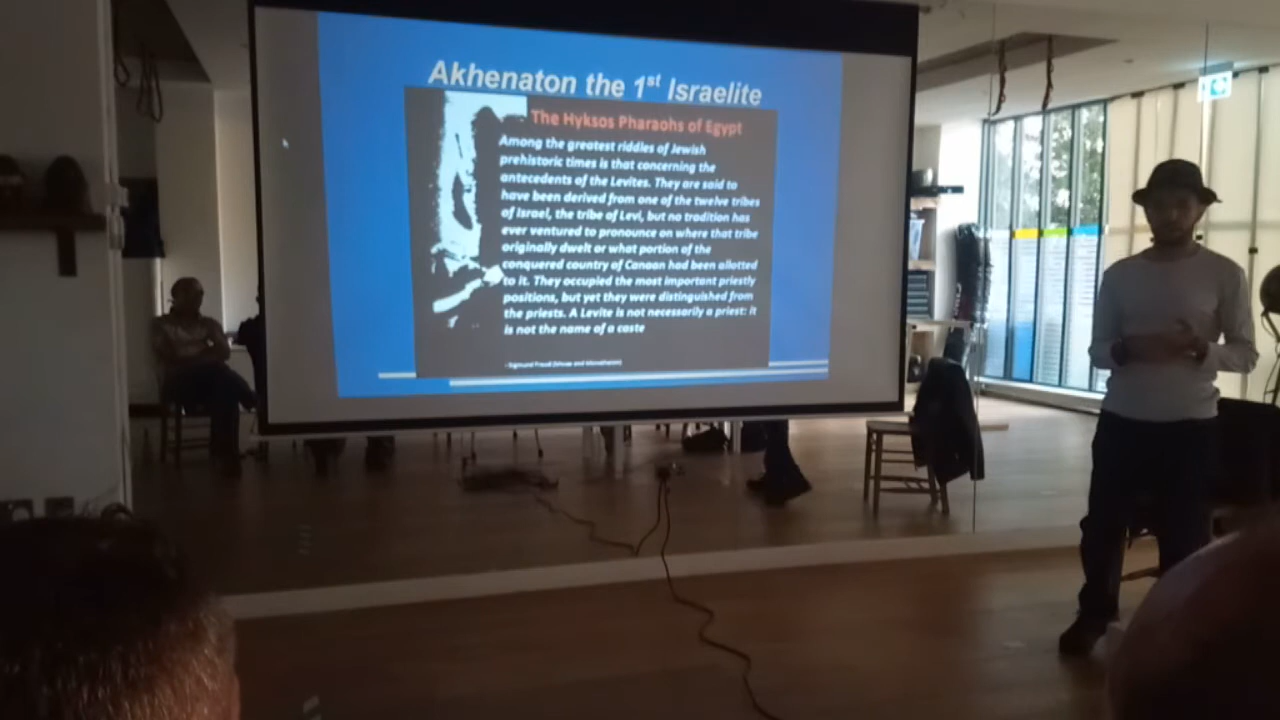 Akhenaton the 1st Israelite
The Hyksos Pharaohs of Egypt
Among the greatest riddles of Jewish
prehistoric times is that concerning the
antecedents of the Levites. They are said to
have been derived from one of the twelve tribes
of Israel, the tribe of Levi, but no tradition has
ever ventured to pronounce on where that tribe
originally dwelt or what portion of the
conquered country of Canaan had been allotted
to it. They occupied the most important priestly
positions, but yet they were distinguished from
the priests. A Levite is not necessarily a priest: it
is not the name of a caste
- Sigmund Freud (Moses and Monotheism)